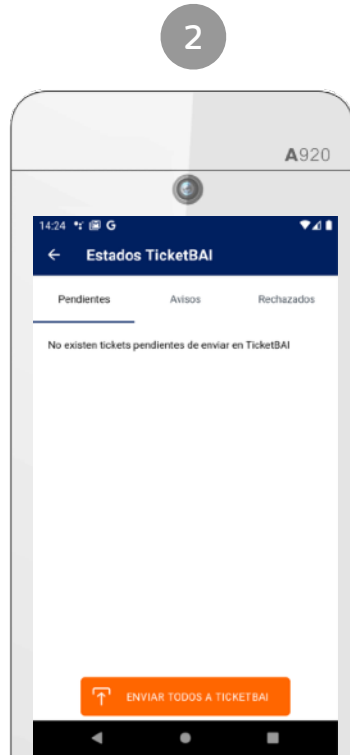 2
A920
14:24 G
Estados TicketBAI
Pendientes Avisos Rechazados
No existen tickets pendientes de enviar en TicketBAI
ENVIAR TODOS A TICKETBAI